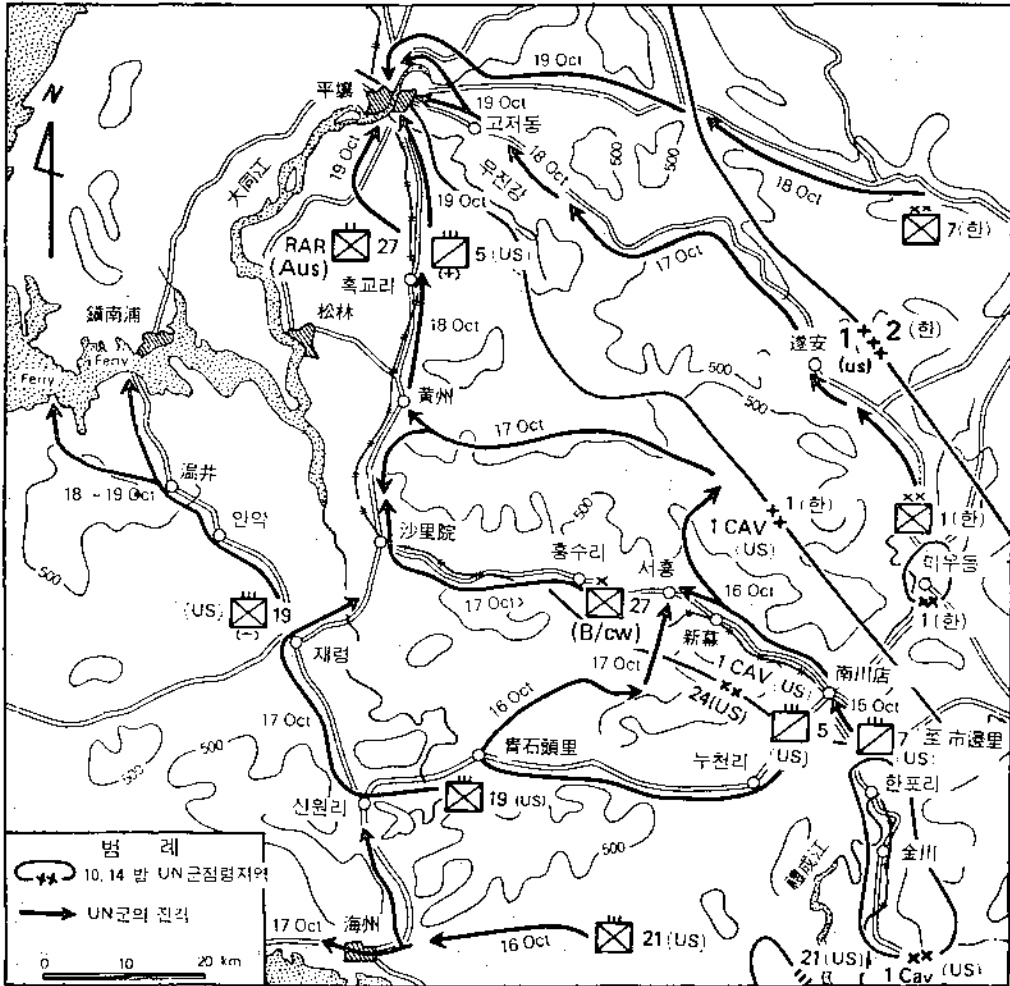 19 Oct
平壤
N
19 Oct
고저동
500
500
무진강
18 Oct
19 Oct
大同江
19 Oct
18 Oct
7(한)
RAR
(Aus)
27
5 (US)
(+)
17 Oct
흑교리
鎭南浦
松林
18 Oct
1
(us)
2 (한)
遂安
Ferry
Ferry
500
黃州
500
17 Oct
温井
18 ~ 19 Oct
안악
500
1 (한)
1 CAV
(US)
1(한)
沙里院
홍수리
서흥
500
(US)
19
(-)
17 Oct
27
(B/cw)
16 Oct
1(한)
新幕
재령
17 Oct
1 CAV (US)
24(US)
南川店
15 Oct
16 Oct
17 Oct
5
(US)
7
(US)
至 市邊里
500
靑石頭里
누천리
한포리
신원리
19 (US)
金川
500
禮成江
범 례
10, 14 밤 UN 군점령지역
UN군의 진격
0 10 20 km
17 Oct
海州
16 Oct
21 (US)
21(US)
1 Cav (US)